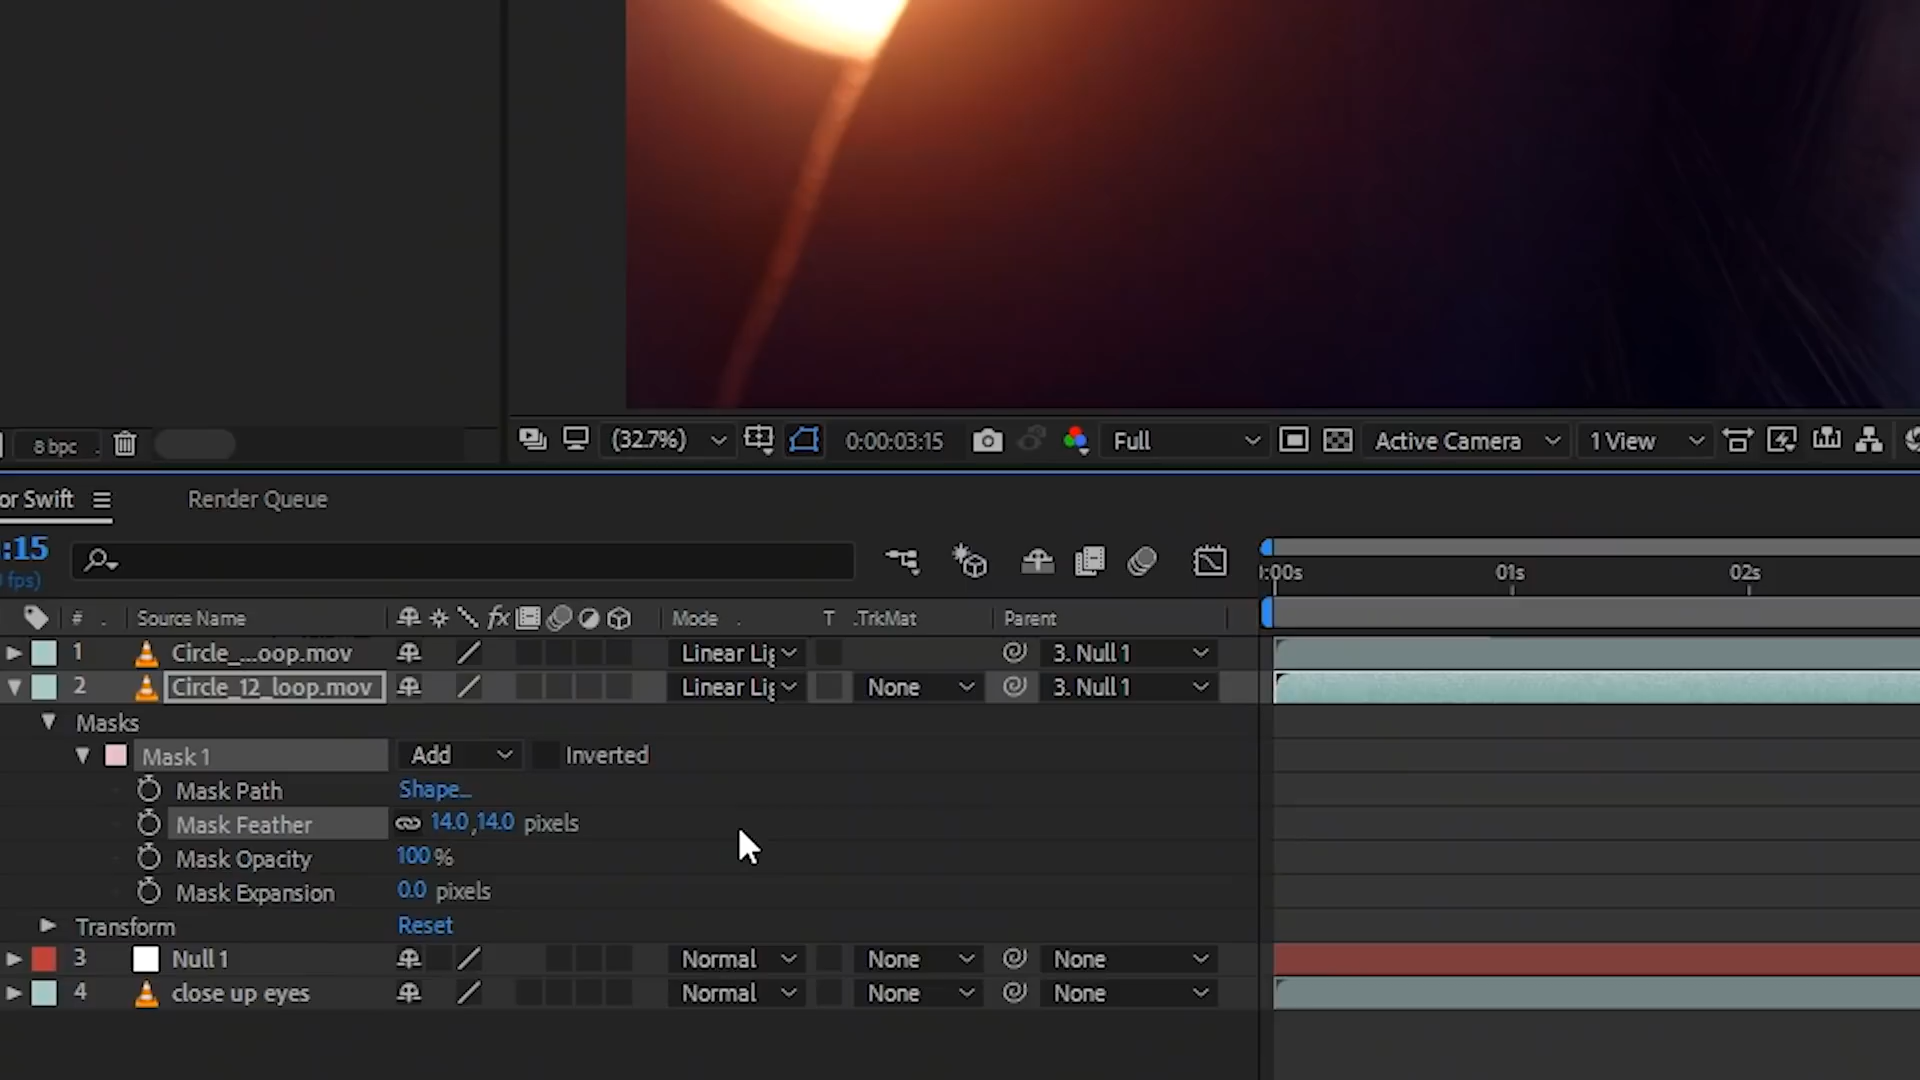 8 bpc
(32.7%) 0:00:03:15 Full Active Camera 1 View
or Swift Render Queue
:15
fps)
:00s 01s 02s
# . Source Name fx Mode . T .TrkMat Parent
1 Circle_...oop.mov Linear Lig 3. Null 1
2 Circle_12_loop.mov Linear Lig None 3. Null 1
Masks
Mask 1 Add Inverted
Mask Path Shape...
Mask Feather 14.0,14.0 pixels
Mask Opacity 100 %
Mask Expansion 0.0 pixels
Transform Reset
3 Null 1 Normal None None
4 close up eyes Normal None None